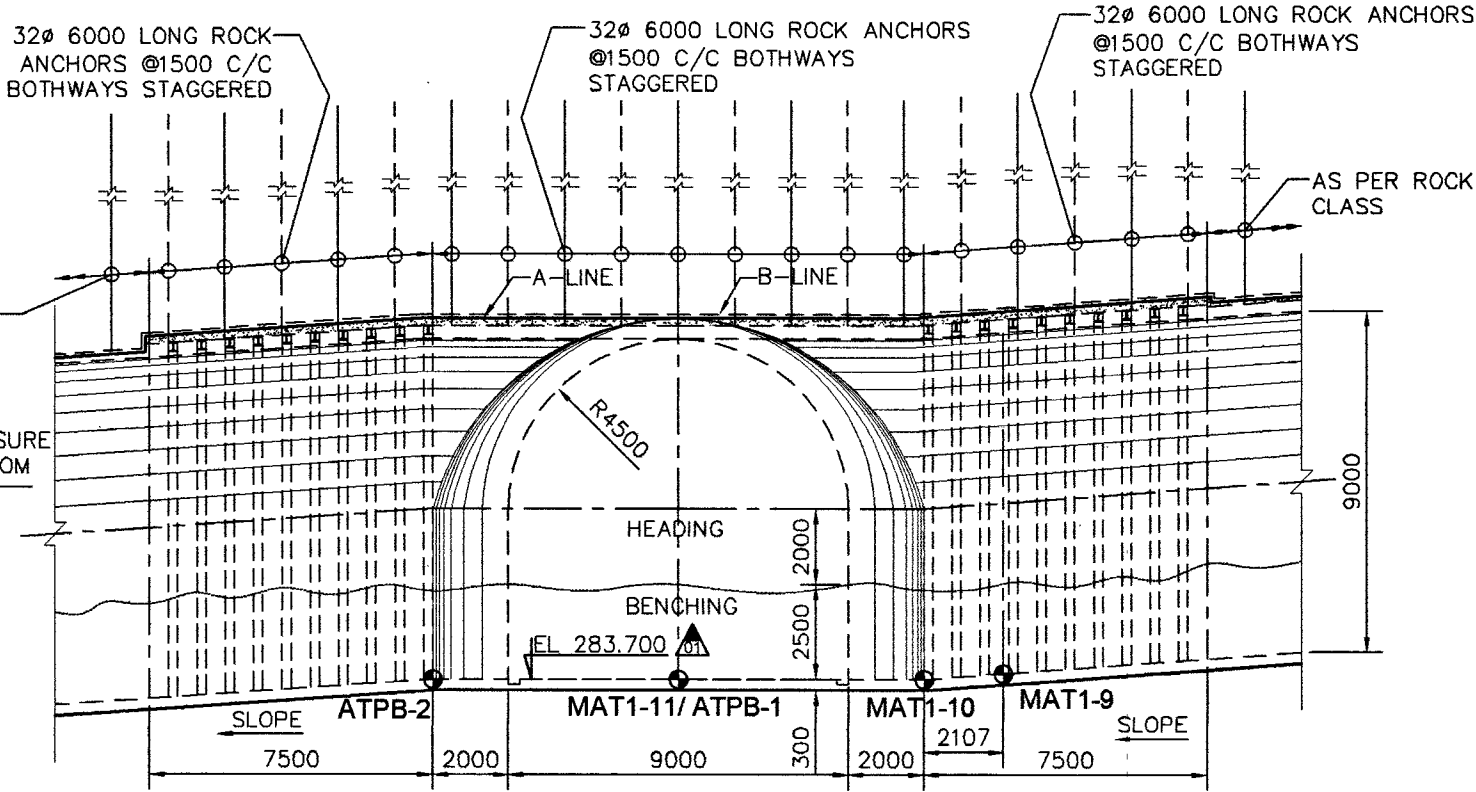 32ø 6000 LONG ROCK
ANCHORS @1500 C/C
BOTHWAYS STAGGERED
32ø 6000 LONG ROCK ANCHORS
@1500 C/C BOTHWAYS
STAGGERED
32ø 6000 LONG ROCK ANCHORS
@1500 C/C BOTHWAYS
STAGGERED
AS PER ROCK
CLASS
A-LINE
B-LINE
R4500
9000
HEADING
2000
BENCHING
2500
EL 283.700
01
ATPB-2
MAT1-11/ ATPB-1
MAT1-10
MAT1-9
SLOPE
300
2107
SLOPE
7500
2000
9000
2000
7500